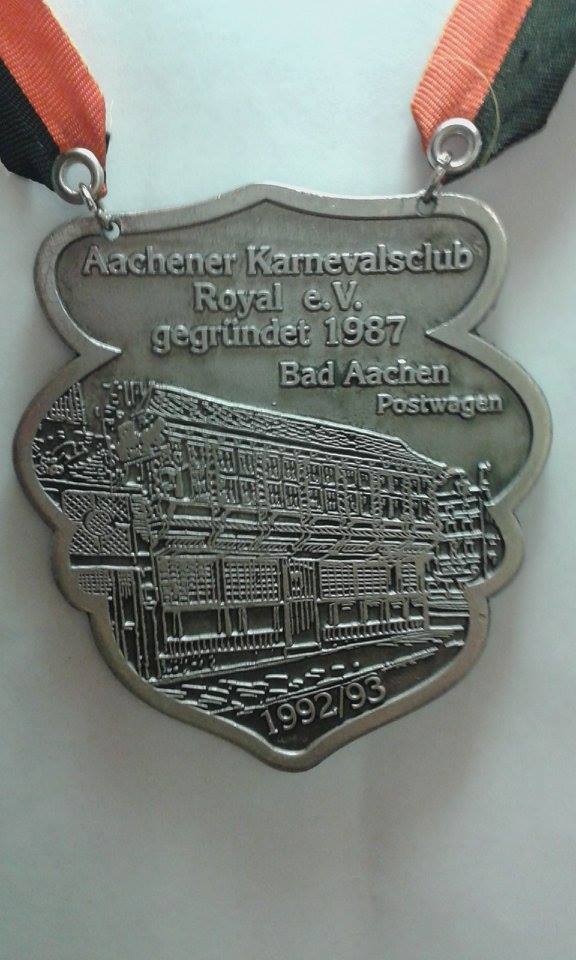 Aachener Karnevalsclub
Royal e.V.
gegründet 1987
Bad Aachen
Postwagen
1992/93